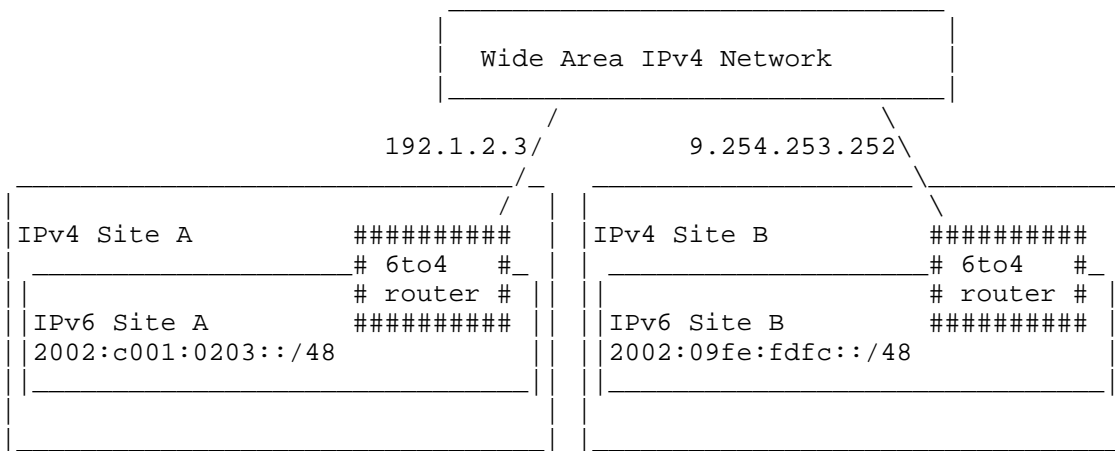 Wide Area IPv4 Network
192.1.2.3/ 9.254.253.252\
IPv4 Site A ########## IPv4 Site B ##########
# 6to4 # # 6to4 #
# router # # router #
IPv6 Site A ########## IPv6 Site B ##########
2002:c001:0203::/48 2002:09fe:fdfc::/48